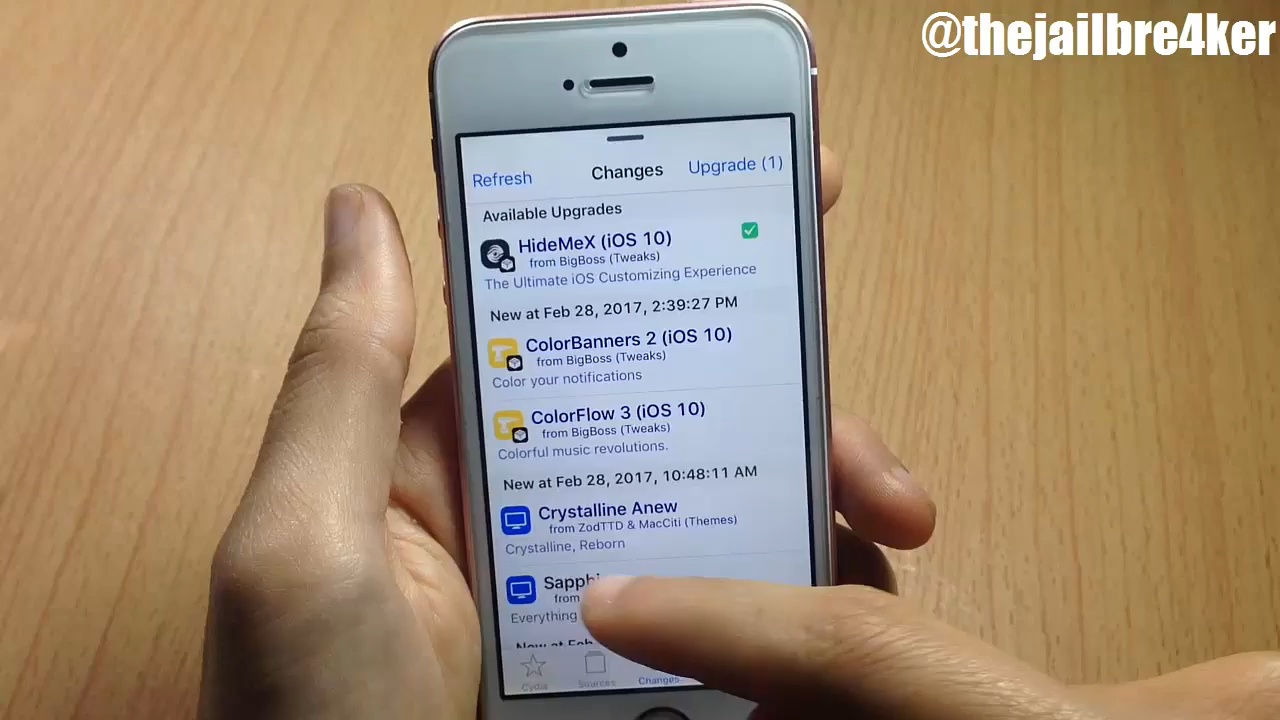 @thejailbre4ker
Refresh
Changes
Upgrade (1)
Available Upgrades
HideMeX (iOS 10)
from BigBoss (Tweaks)
The Ultimate iOS Customizing Experience
New at Feb 28, 2017, 2:39:27 PM
ColorBanners 2 (iOS 10)
from BigBoss (Tweaks)
Color your notifications
ColorFlow 3 (iOS 10)
from BigBoss (Tweaks)
Colorful music revolutions.
New at Feb 28, 2017, 10:48:11 AM
Crystalline Anew
from ZodTTD & MacCiti (Themes)
Crystalline, Reborn
from
Everything
New at Feb
Cydia
Sources
Changes